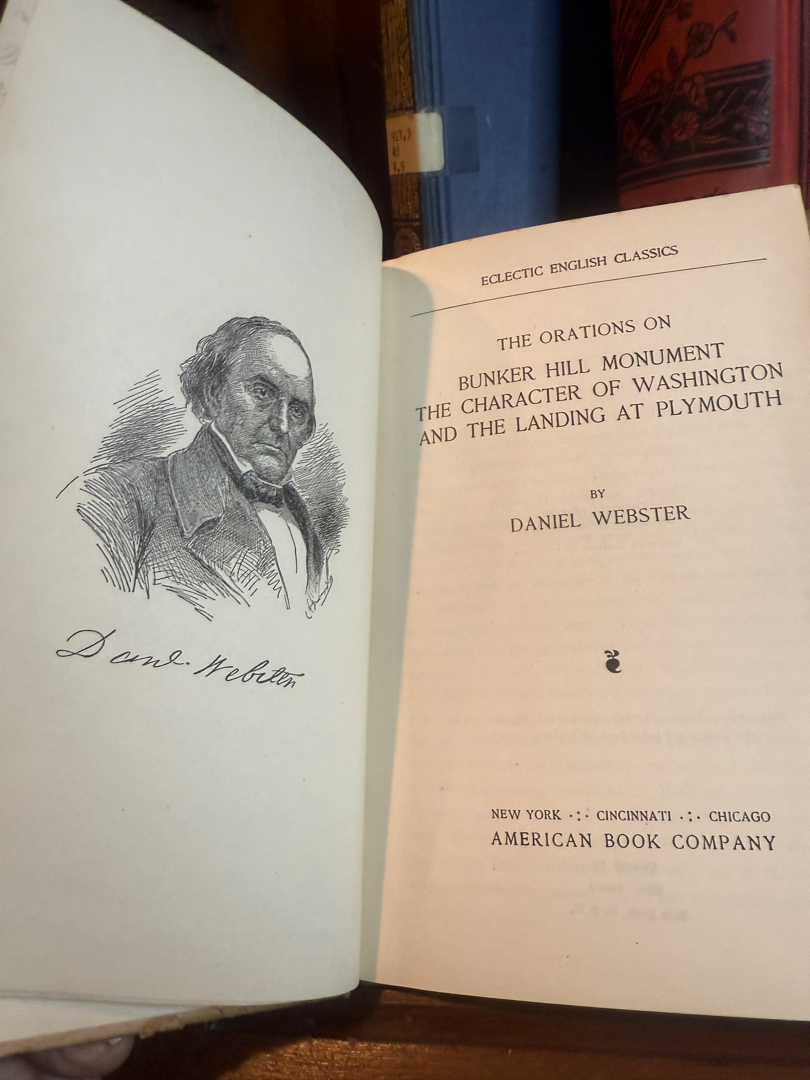 Danl. Webster
ECLECTIC ENGLISH CLASSICS
THE ORATIONS ON
BUNKER HILL MONUMENT
THE CHARACTER OF WASHINGTON
AND THE LANDING AT PLYMOUTH
BY
DANIEL WEBSTER
NEW YORK ·:· CINCINNATI ·:· CHICAGO
AMERICAN BOOK COMPANY